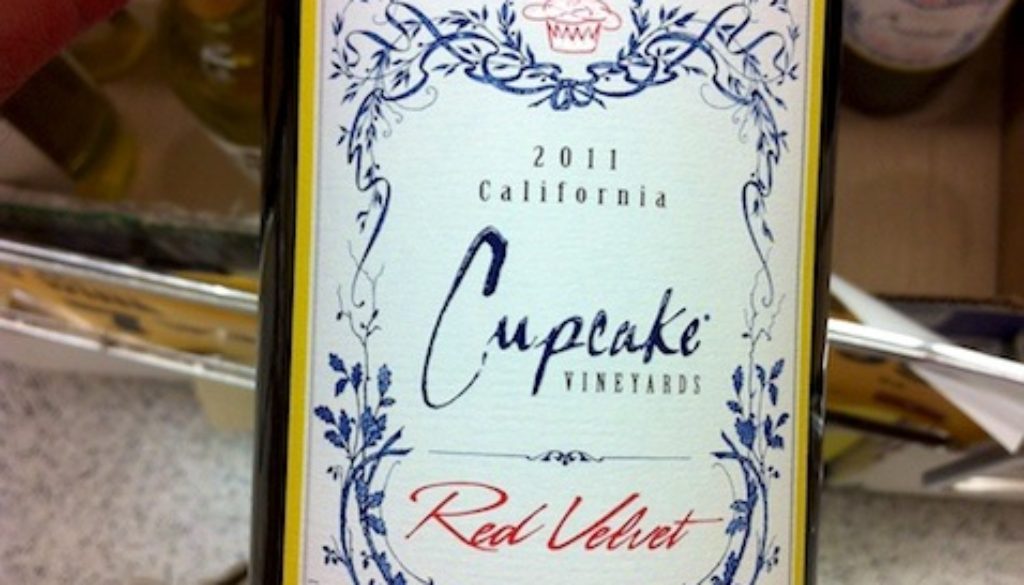 2011
California
Cupcake
VINEYARDS
Red Velvet